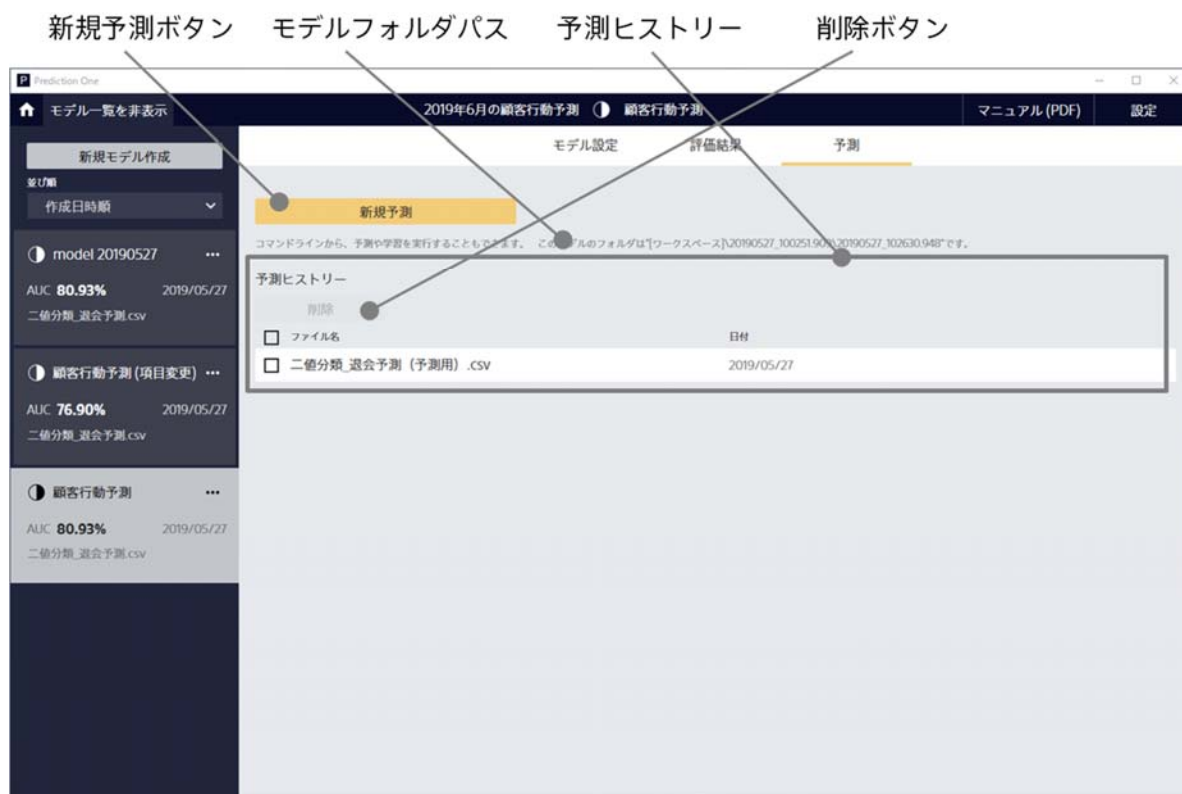 新規予測ボタン モデルフォルダパス 予測ヒストリー 削除ボタン
P Prediction One
モデル一覧を非表示 2019年6月の顧客行動予測 顧客行動予測 マニュアル (PDF) 設定
新規モデル作成 モデル設定 評価結果 予測
並び順
作成日時順
新規予測
コマンドラインから、予測や学習を実行することもできます。 このモデルのフォルダは"[ワークスペース]\20190527_100251.909\20190527_102630.948"です。
model 20190527 •••
AUC 80.93% 2019/05/27
二値分類_退会予測.csv
予測ヒストリー
削除
ファイル名 日付
二値分類_退会予測（予測用）.csv 2019/05/27
顧客行動予測 (項目変更) •••
AUC 76.90% 2019/05/27
二値分類_退会予測.csv
顧客行動予測 •••
AUC 80.93% 2019/05/27
二値分類_退会予測.csv